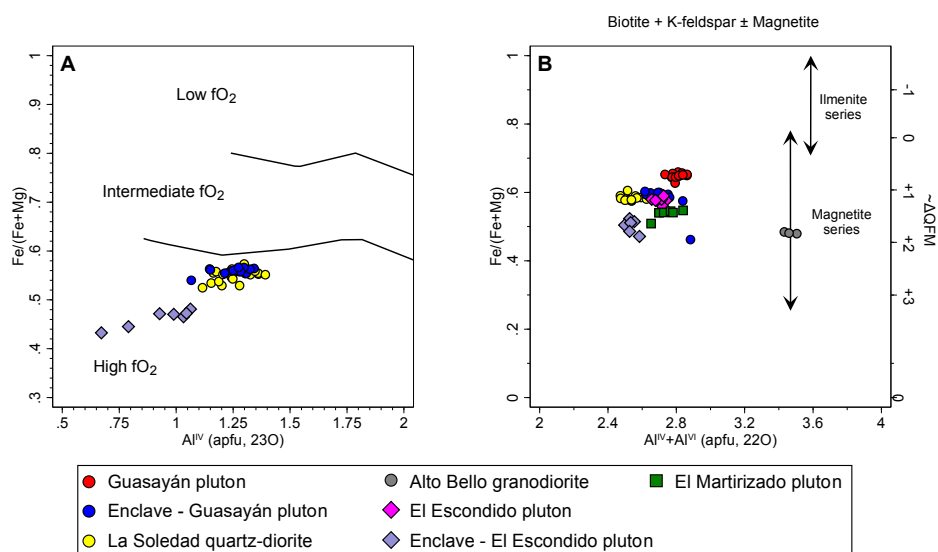 Biotite + K-feldspar ± Magnetite
A
Low fO2
Intermediate fO2
High fO2
1
.9
.8
.7
.6
.5
.4
.3
Fe/(Fe+Mg)
.5
.75
1
1.25
1.5
1.75
2
Al^IV (apfu, 23O)
B
Ilmenite
series
Magnetite
series
1
.8
.6
.4
.2
0
Fe/(Fe+Mg)
-1
0
+1
+2
+3
0
~ΔQFM
2
2.4
2.8
3.2
3.6
4
Al^IV+Al^VI (apfu, 22O)
Guasayán pluton
Alto Bello granodiorite
El Martirizado pluton
Enclave - Guasayán pluton
El Escondido pluton
La Soledad quartz-diorite
Enclave - El Escondido pluton